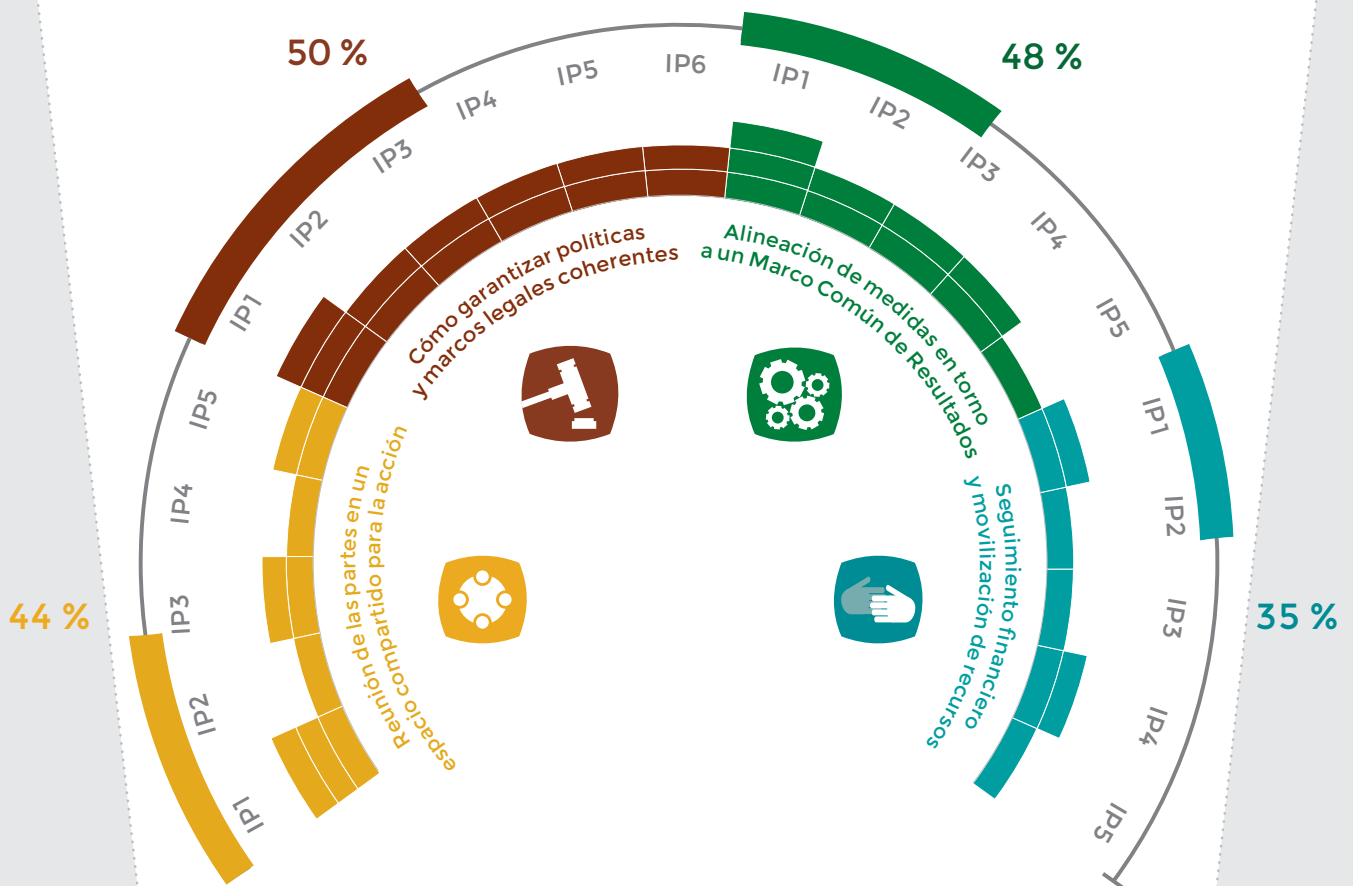 50 %
48 %
44 %
35 %
IP1
IP2
IP3
IP4
IP5
IP1
IP2
IP3
IP4
IP5
IP6
IP1
IP2
IP3
IP4
IP5
IP1
IP2
IP3
IP4
IP5
Reunión de las partes en un
espacio compartido para la acción
Cómo garantizar políticas
y marcos legales coherentes
Alineación de medidas en torno
a un Marco Común de Resultados
Seguimiento financiero
y movilización de recursos